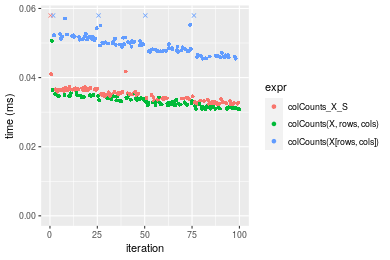 0.06
0.04
0.02
0.00
time (ms)
0
25
50
75
100
iteration
expr
colCounts_X_S
colCounts(X, rows, cols)
colCounts(X[rows, cols])